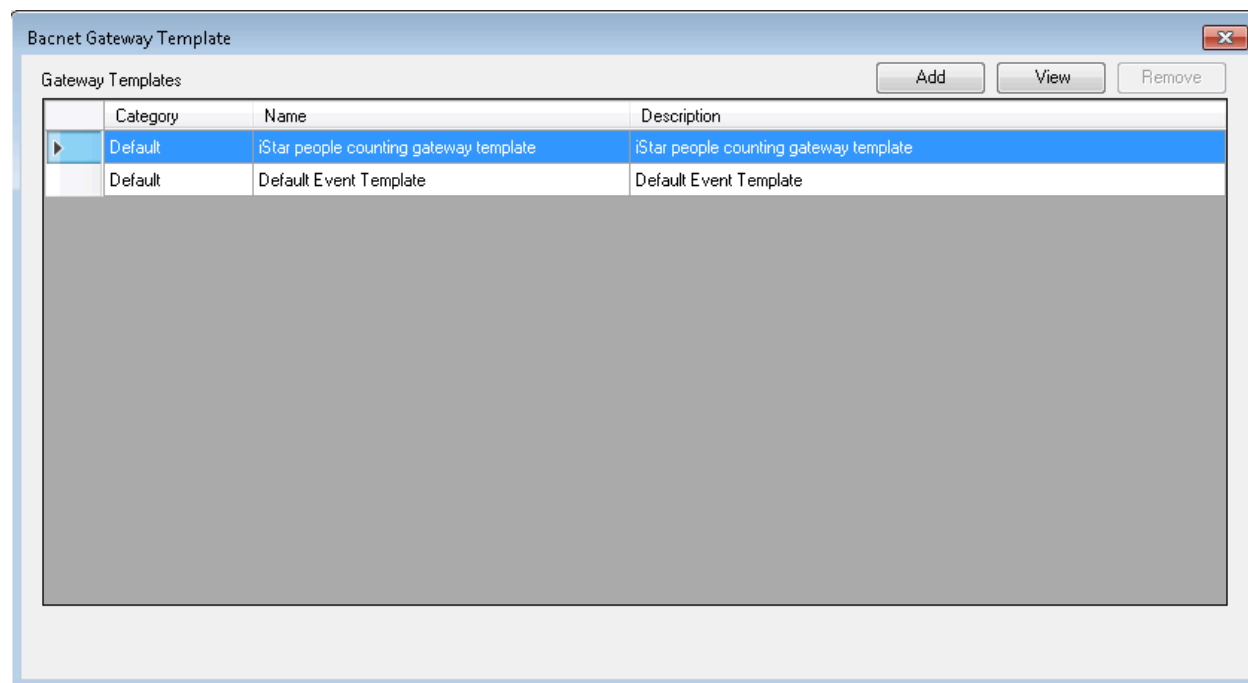 Bacnet Gateway Template
Gateway Templates Add View Remove
Category Name Description
Default iStar people counting gateway template iStar people counting gateway template
Default Default Event Template Default Event Template